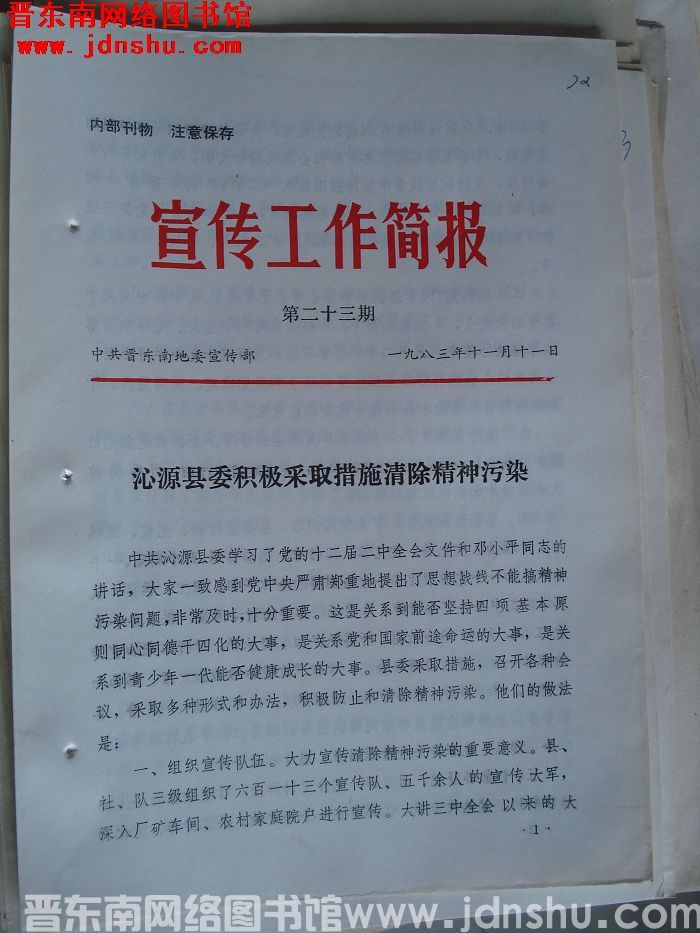 晋东南网络图书馆
www.jdnshu.com
72
内部刊物 注意保存
宣传工作简报
第二十三期
中共晋东南地委宣传部 一九八三年十一月十一日
沁源县委积极采取措施清除精神污染
中共沁源县委学习了党的十二届二中全会文件和邓小平同志的
讲话，大家一致感到党中央严肃郑重地提出了思想战线不能搞精神
污染问题，非常及时，十分重要。这是关系到能否坚持四项基本原
则同心同德干四化的大事，是关系党和国家前途命运的大事，是关
系到青少年一代能否健康成长的大事。县委采取措施，召开各种会
议，采取多种形式和办法，积极防止和清除精神污染。他们的做法
是：
一、组织宣传队伍。大力宣传清除精神污染的重要意义。县、
社、队三级组织了六百一十三个宣传队、五千余人的宣传大军，
深入厂矿车间、农村家庭院户进行宣传。大讲三中全会以来的大
·1·
晋东南网络图书馆www.jdnshu.com